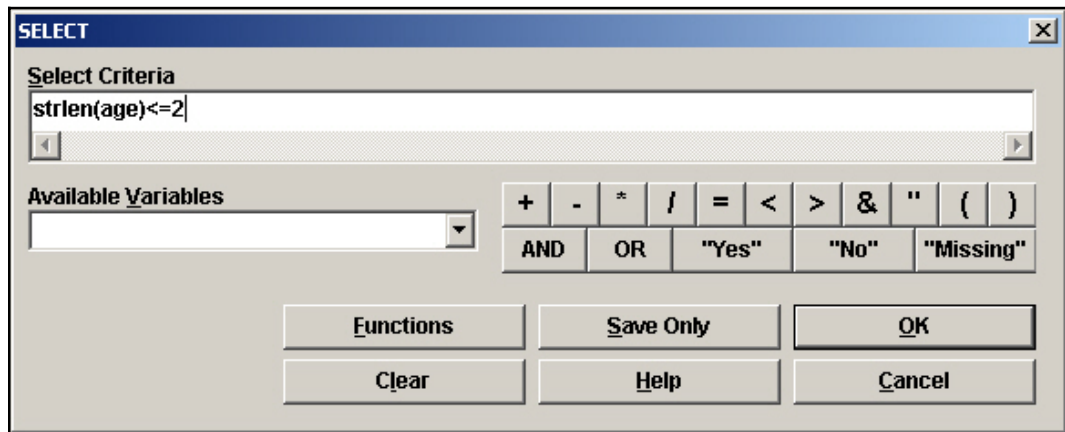 SELECT
Select Criteria
strlen(age)<=2
Available Variables
+ - * / = < > & " ( )
AND OR "Yes" "No" "Missing"
Functions Save Only OK
Clear Help Cancel